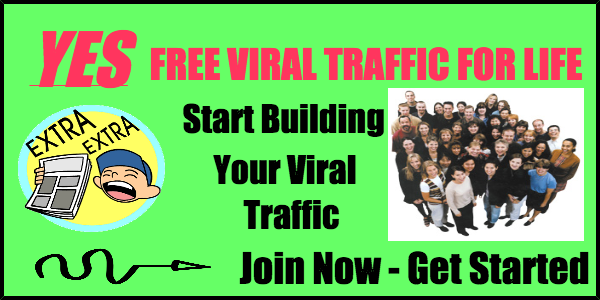 YES FREE VIRAL TRAFFIC FOR LIFE
EXTRA
EXTRA
Start Building
Your Viral
Traffic
Join Now - Get Started